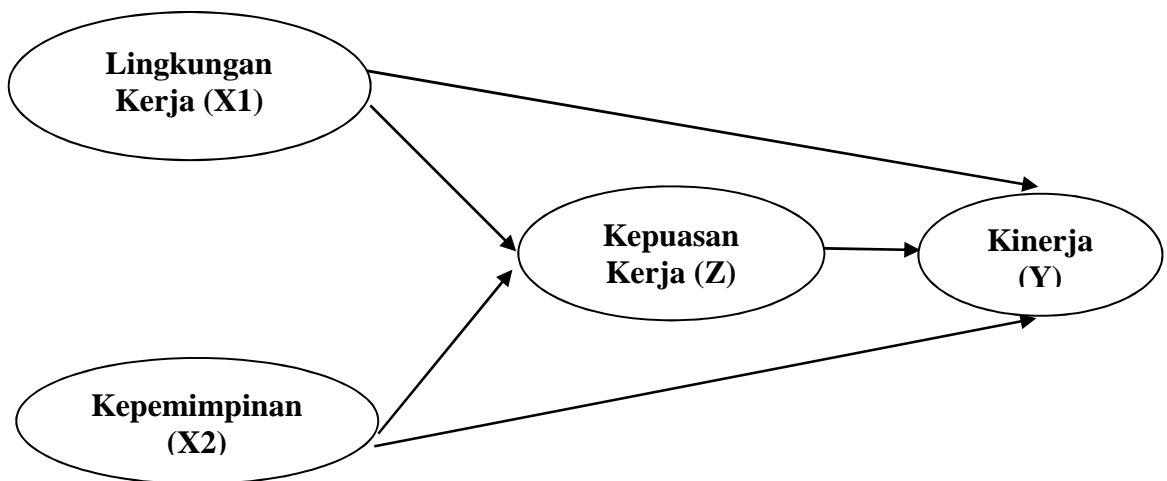 Lingkungan
Kerja (X1)
Kepuasan
Kerja (Z)
Kinerja
(Y)
Kepemimpinan
(X2)